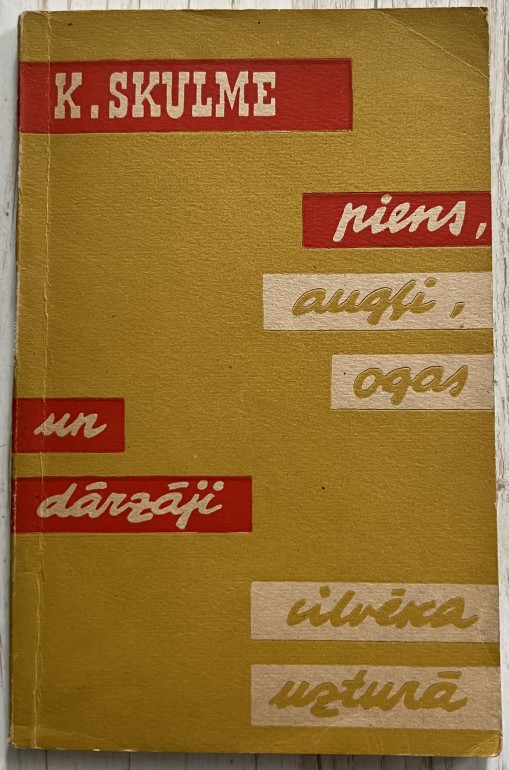 K. SKULME
piens,
augļi,
ogas
un
dārzāji
cilvēka
uzturā